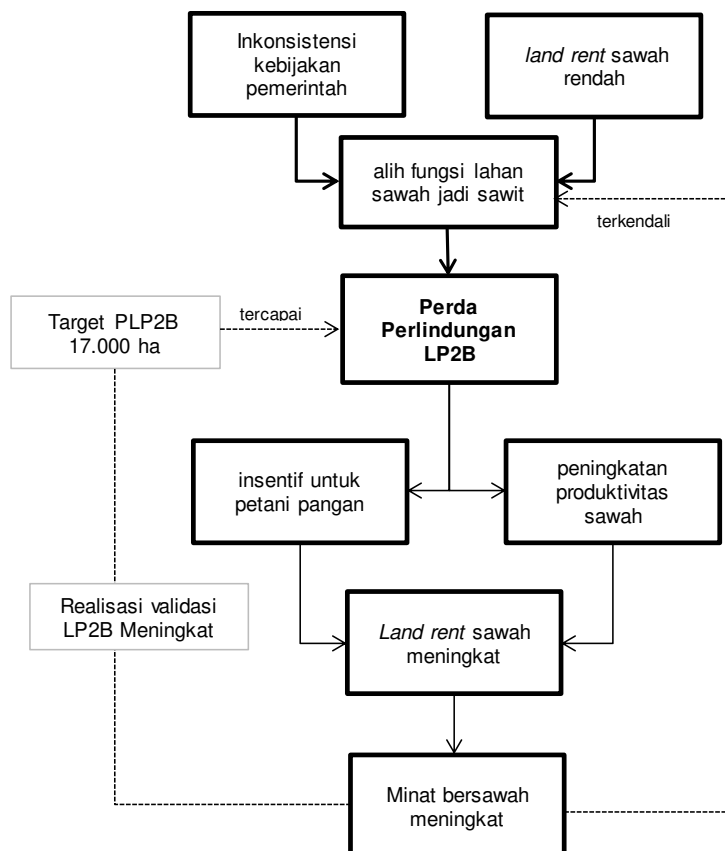 Inkonsistensi
kebijakan
pemerintah
land rent sawah
rendah
alih fungsi lahan
sawah jadi sawit
terkendali
Perda
Perlindungan
LP2B
tercapai
Target PLP2B
17.000 ha
insentif untuk
petani pangan
peningkatan
produktivitas
sawah
Realisasi validasi
LP2B Meningkat
Land rent sawah
meningkat
Minat bersawah
meningkat